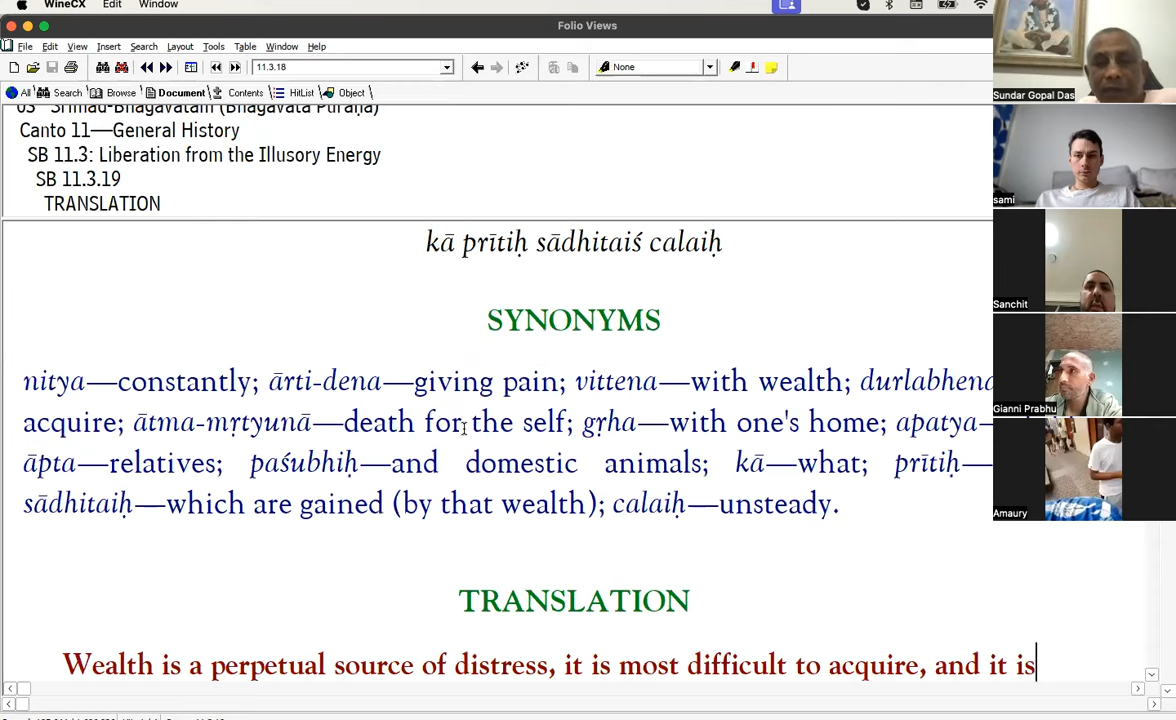 WineCX Edit Window
Folio Views
File Edit View Insert Search Layout Tools Table Window Help
11.3.18
None
All Search Browse Document Contents HitList Object
03 Srimad-Bhagavatam (Bhagavata Purāṇa)
Canto 11—General History
SB 11.3: Liberation from the Illusory Energy
SB 11.3.19
TRANSLATION
kā prītiḥ sādhitaiś calaiḥ
SYNONYMS
nitya—constantly; ārti-dena—giving pain; vittena—with wealth; durlabhena
acquire; ātma-mṛtyunā—death for the self; gṛha—with one's home; apatya—
āpta—relatives; paśubhiḥ—and domestic animals; kā—what; prītiḥ—
sādhitaiḥ—which are gained (by that wealth); calaiḥ—unsteady.
TRANSLATION
Wealth is a perpetual source of distress, it is most difficult to acquire, and it is
Sundar Gopal Das
sami
Sanchit
Gianni Prabhu
Amaury